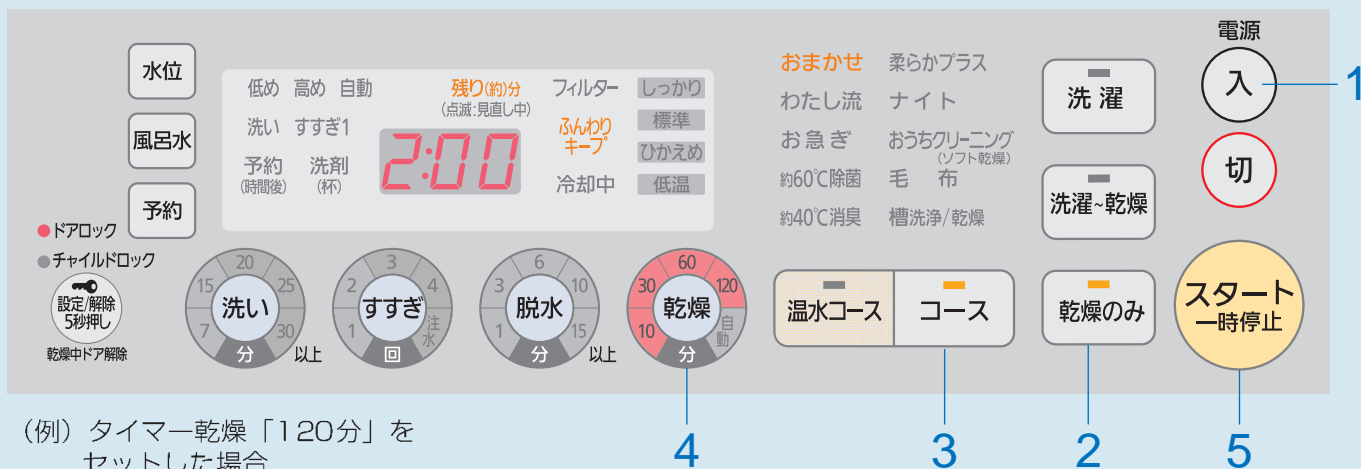 電源
水位
風呂水
予約
ドアロック
チャイルドロック
設定/解除
5秒押し
乾燥中ドア解除
低め 高め 自動
洗い すすぎ1
予約 洗剤
(時間後) (杯)
残り(約)分
(点滅:見直し中)
2:00
フィルター
ふんわり
キープ
冷却中
しっかり
標準
ひかえめ
低温
おまかせ 柔らかプラス
わたし流 ナイト
お急ぎ おうちクリーニング
(ソフト乾燥)
約60℃除菌 毛 布
約40℃消臭 槽洗浄/乾燥
洗濯
洗濯~乾燥
乾燥のみ
入
1
切
スタート
一時停止
7 15 20 25 30
洗い
分 以上
1 2 3 4 注水
すすぎ
回
1 3 6 10 15
脱水
分 以上
10 30 60 120 自動
乾燥
分
温水コース コース
4 3 2 5
(例) タイマー乾燥「120分」を
セットした場合